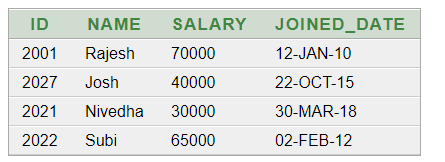 ID NAME SALARY JOINED_DATE
2001 Rajesh 70000 12-JAN-10
2027 Josh 40000 22-OCT-15
2021 Nivedha 30000 30-MAR-18
2022 Subi 65000 02-FEB-12